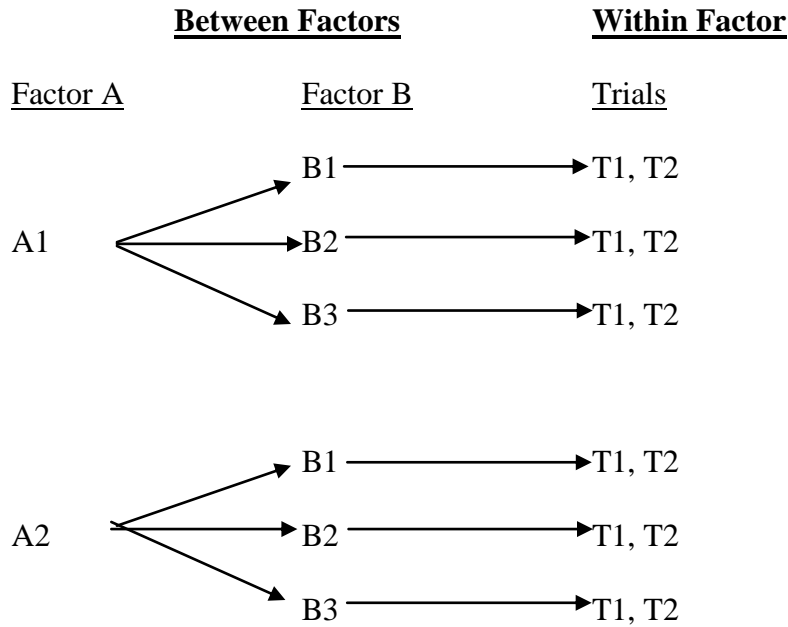 Between Factors Within Factor
Factor A Factor B Trials
B1 T1, T2
A1 B2 T1, T2
B3 T1, T2
B1 T1, T2
A2 B2 T1, T2
B3 T1, T2